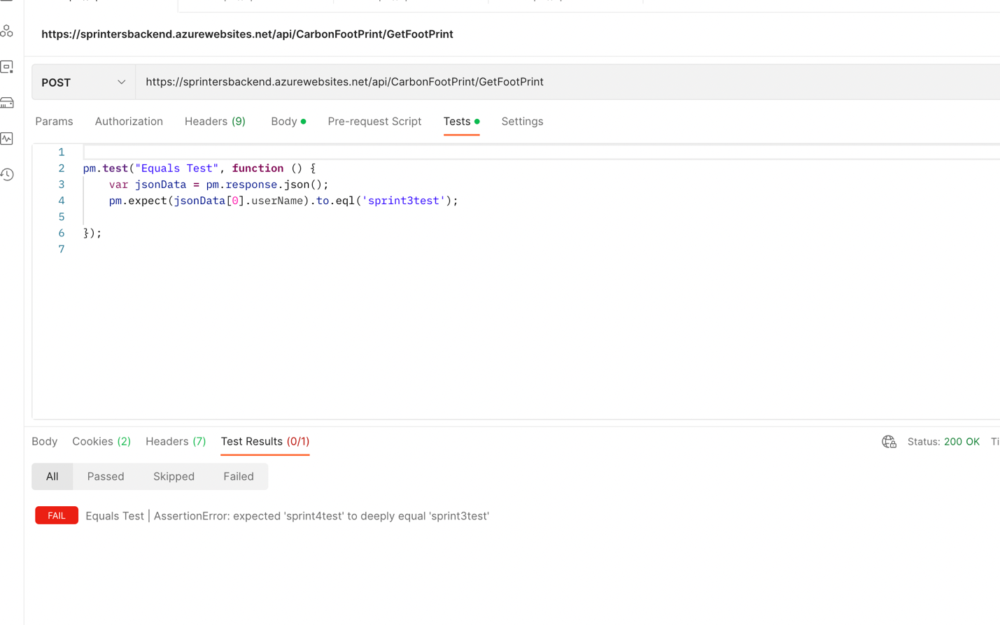 https://sprintersbackend.azurewebsites.net/api/CarbonFootPrint/GetFootPrint
POST https://sprintersbackend.azurewebsites.net/api/CarbonFootPrint/GetFootPrint
Params Authorization Headers (9) Body Pre-request Script Tests Settings
1
2 pm.test("Equals Test", function () {
3 var jsonData = pm.response.json();
4 pm.expect(jsonData[0].userName).to.eql('sprint3test');
5
6 });
7
Body Cookies (2) Headers (7) Test Results (0/1) Status: 200 OK Ti
All Passed Skipped Failed
FAIL Equals Test | AssertionError: expected 'sprint4test' to deeply equal 'sprint3test'